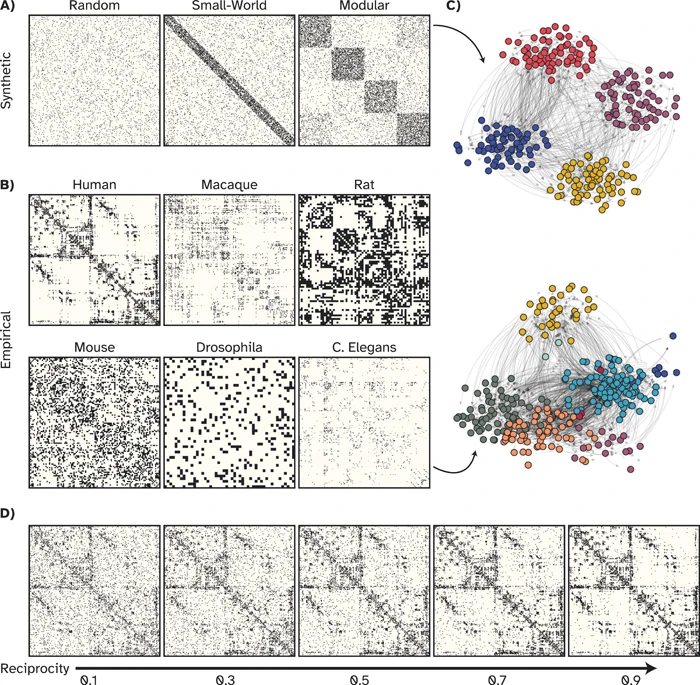 A)
Random
Small-World
Modular
C)
Synthetic
B)
Human
Macaque
Rat
Empirical
Mouse
Drosophila
C. Elegans
D)
Reciprocity
0.1
0.3
0.5
0.7
0.9